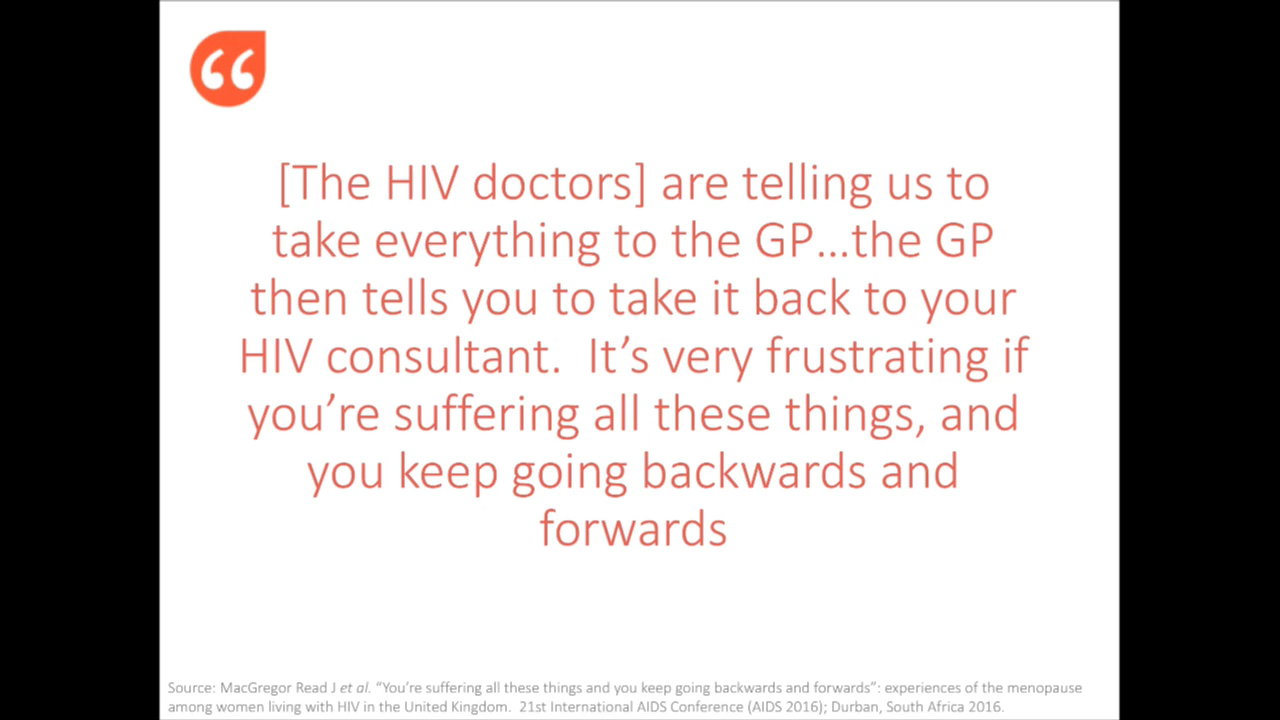 “
[The HIV doctors] are telling us to
take everything to the GP…the GP
then tells you to take it back to your
HIV consultant.  It’s very frustrating if
you’re suffering all these things, and
you keep going backwards and
forwards
Source: MacGregor Read J et al. “You’re suffering all these things and you keep going backwards and forwards”: experiences of the menopause
among women living with HIV in the United Kingdom.  21st International AIDS Conference (AIDS 2016); Durban, South Africa 2016.